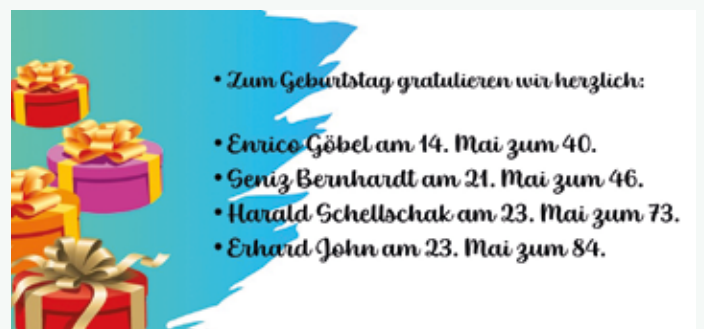 • Zum Geburtstag gratulieren wir herzlich:
• Enrico Göbel am 14. Mai zum 40.
• Seniz Bernhardt am 21. Mai zum 46.
• Harald Schellschak am 23. Mai zum 73.
• Erhard John am 23. Mai zum 84.